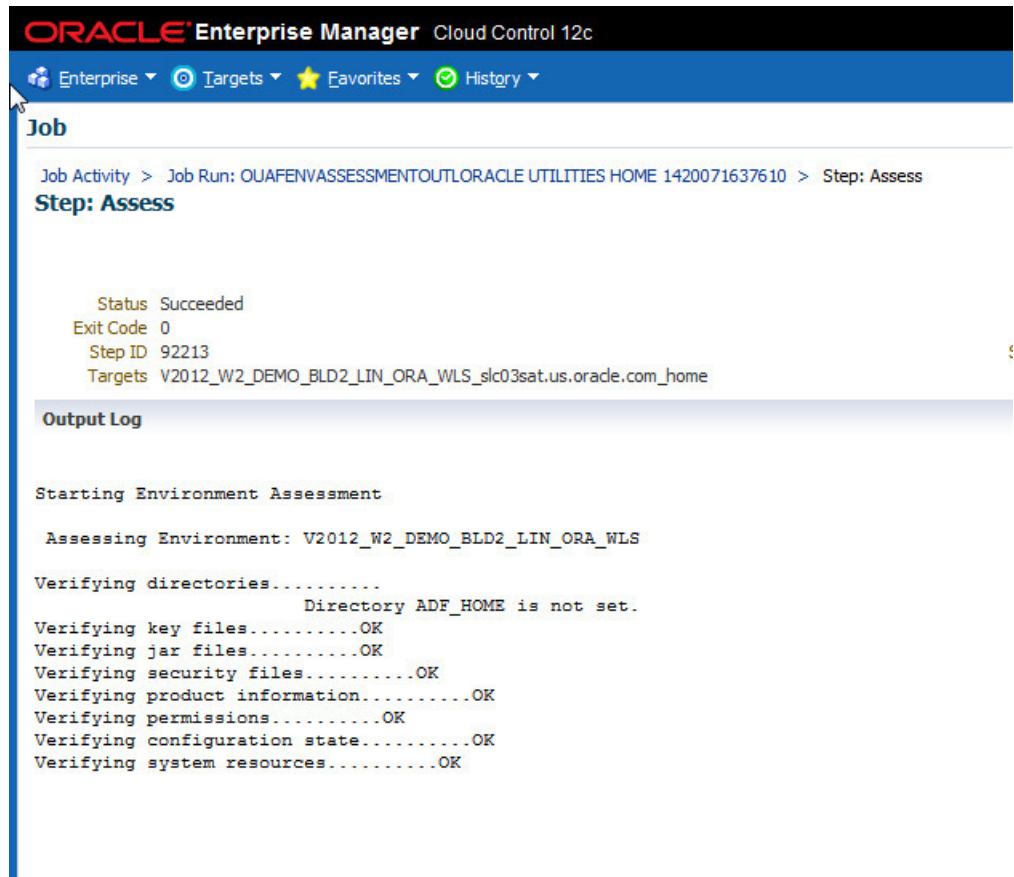 ORACLE Enterprise Manager Cloud Control 12c
Enterprise Targets Favorites History
Job
Job Activity > Job Run: OUAFENVASSESSMENTOUTLORACLE UTILITIES HOME 1420071637610 > Step: Assess
Step: Assess
Status Succeeded
Exit Code 0
Step ID 92213
Targets V2012_W2_DEMO_BLD2_LIN_ORA_WLS_slc03sat.us.oracle.com_home
Output Log
Starting Environment Assessment
Assessing Environment: V2012_W2_DEMO_BLD2_LIN_ORA_WLS
Verifying directories..........
Directory ADF_HOME is not set.
Verifying key files..........OK
Verifying jar files..........OK
Verifying security files..........OK
Verifying product information..........OK
Verifying permissions..........OK
Verifying configuration state..........OK
Verifying system resources..........OK